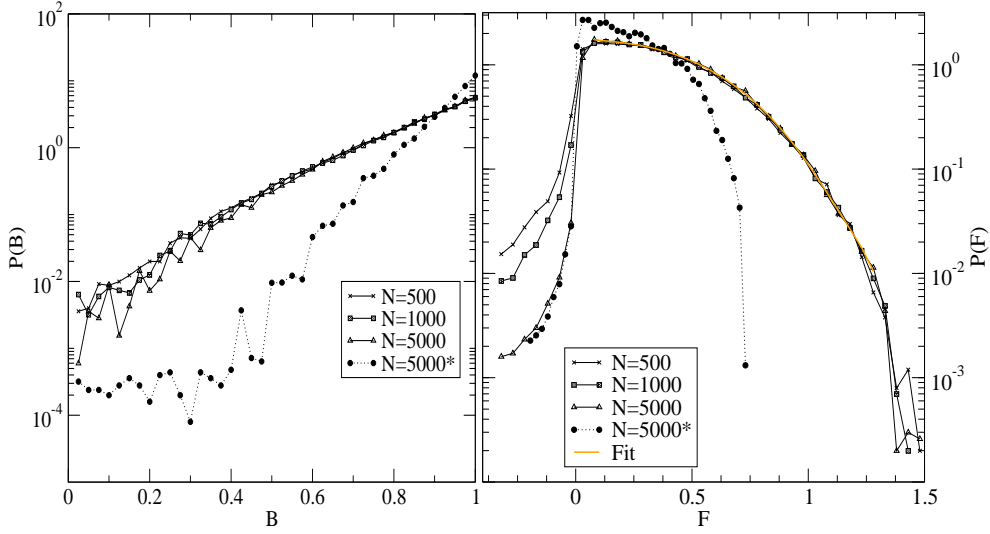 10^2
10^0
10^-2
10^-4
P(B)
0 0.2 0.4 0.6 0.8 1
B
N=500
N=1000
N=5000
N=5000*
10^0
10^-1
10^-2
10^-3
P(F)
0 0.5 1 1.5
F
N=500
N=1000
N=5000
N=5000*
Fit